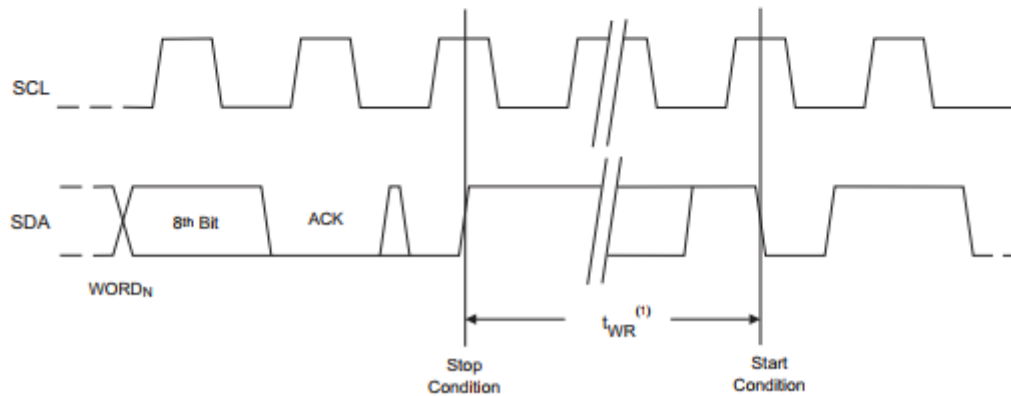 SCL
SDA
8th Bit
ACK
WORDN
tWR(1)
Stop
Condition
Start
Condition